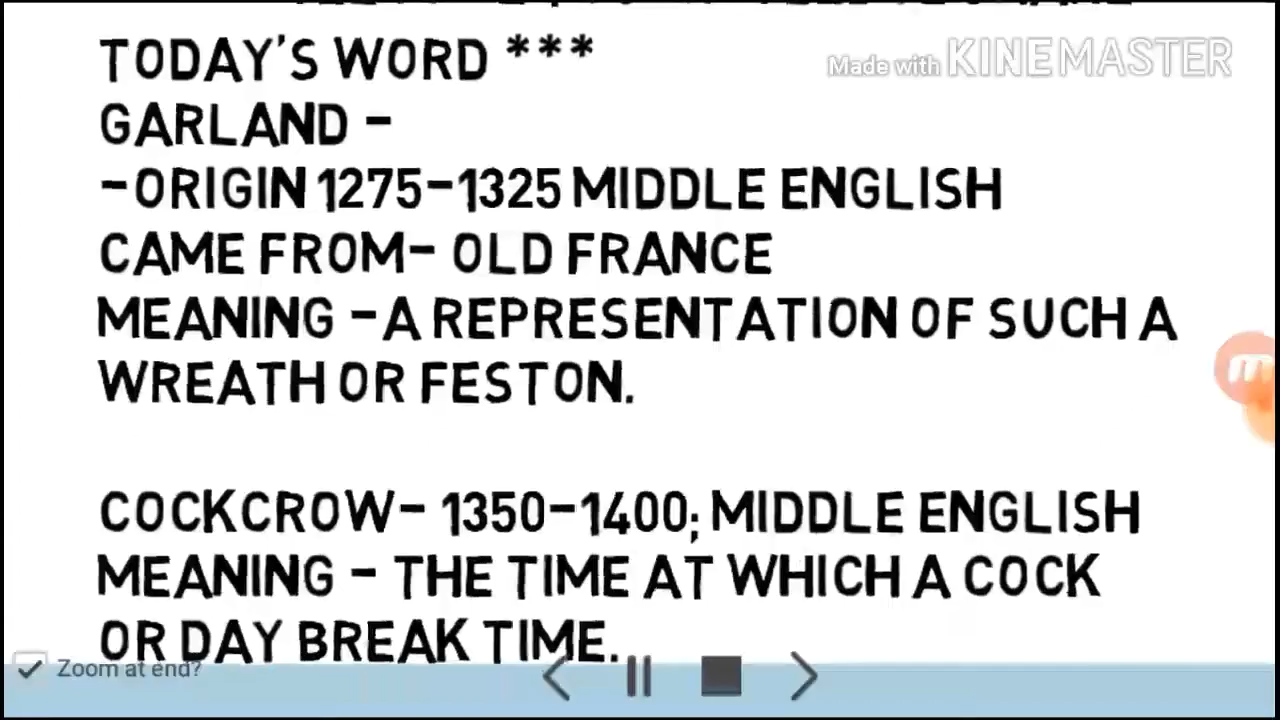 TODAY'S WORD ***
Made with KINEMASTER
GARLAND -
-ORIGIN 1275-1325 MIDDLE ENGLISH
CAME FROM- OLD FRANCE
MEANING -A REPRESENTATION OF SUCH A
WREATH OR FESTON.
COCKCROW- 1350-1400; MIDDLE ENGLISH
MEANING - THE TIME AT WHICH A COCK
OR DAY BREAK TIME.
Zoom at end?